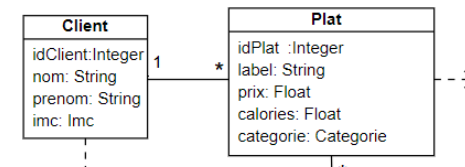 Client
idClient:Integer
nom: String
prenom: String
imc: Imc
1
*
Plat
idPlat :Integer
label: String
prix: Float
calories: Float
categorie: Categorie